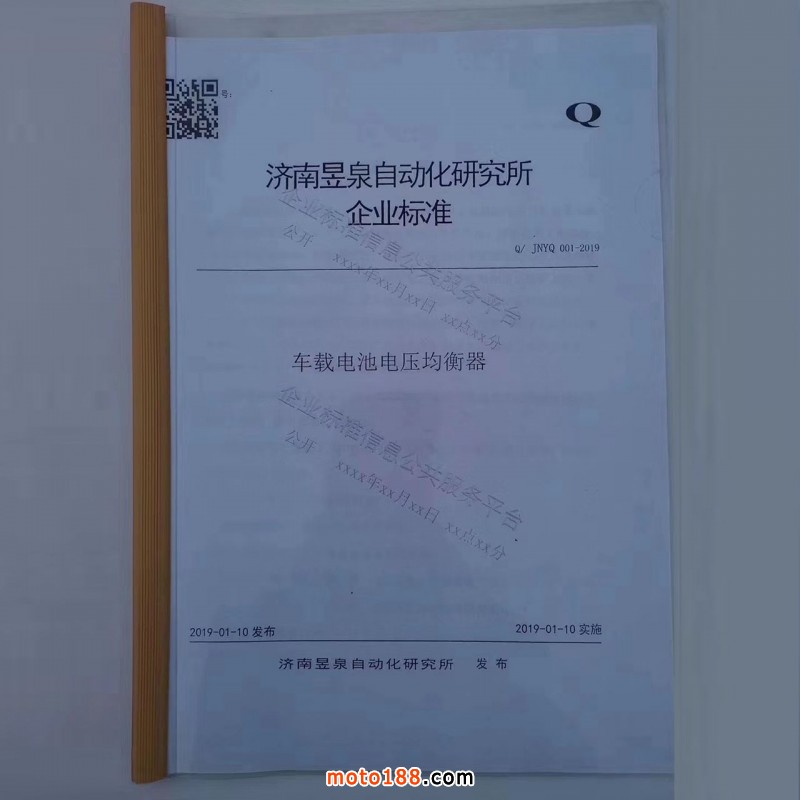 号：
Q
济南昱泉自动化研究所
企业标准
Q/ JNYQ 001-2019
企业标准信息公共服务平台
公开 xxxx年xx月xx日 xx点xx分
车载电池电压均衡器
企业标准信息公共服务平台
公开 xxxx年xx月xx日 xx点xx分
2019-01-10 发布
2019-01-10 实施
济南昱泉自动化研究所 发布
moto188.com